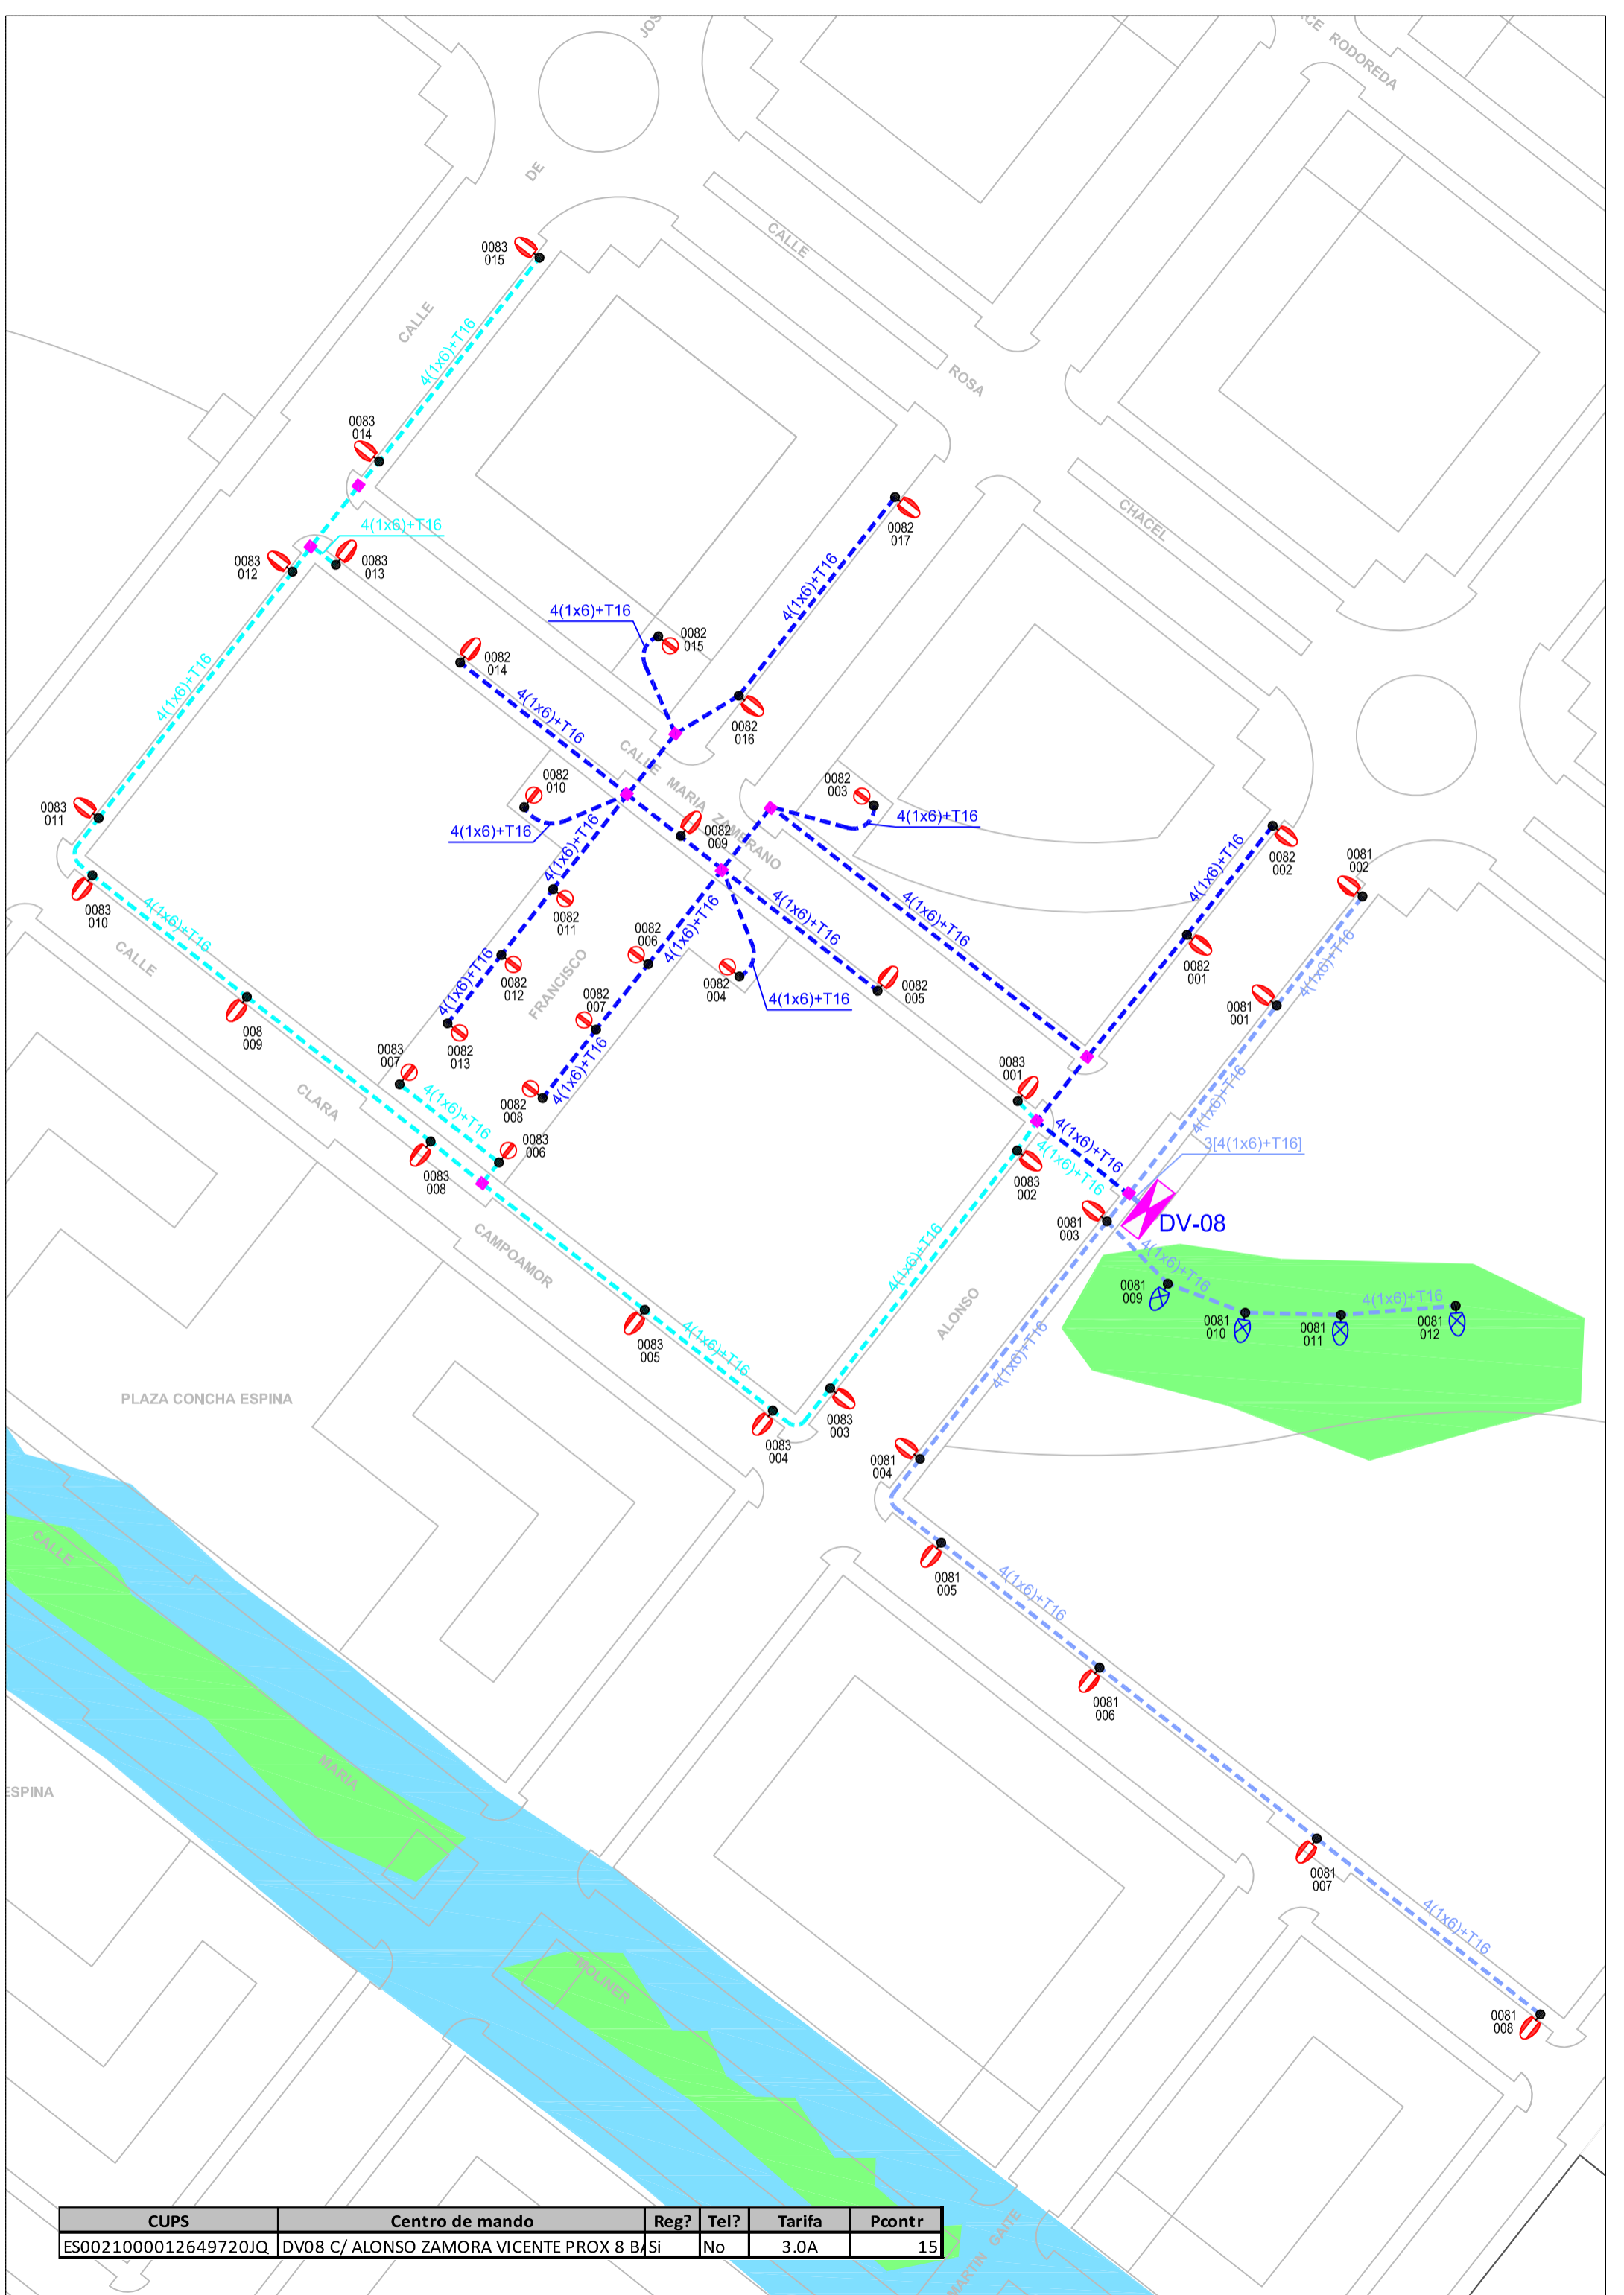 JOS
CE RODOREDA
DE
CALLE
0083
015
CALLE
4(1x6)+T16
ROSA
0083
014
CHACEL
0082
017
4(1x6)+T16
0083
012
0083
013
4(1x6)+T16
4(1x6)+T16
0082
015
0082
014
4(1x6)+T16
4(1x6)+T16
0082
016
CALLE MARIA ZAMBRANO
0082
010
4(1x6)+T16
0082
003
4(1x6)+T16
0083
011
0082
009
4(1x6)+T16
0082
002
4(1x6)+T16
0081
002
0083
010
4(1x6)+T16
4(1x6)+T16
0082
011
4(1x6)+T16
4(1x6)+T16
0082
006
4(1x6)+T16
0082
001
CALLE
0082
012
FRANCISCO
0082
004
4(1x6)+T16
0082
005
4(1x6)+T16
0081
001
008
009
4(1x6)+T16
0082
007
0082
013
0083
007
4(1x6)+T16
0082
008
4(1x6)+T16
0083
001
4(1x6)+T16
CLARA
0083
006
4(1x6)+T16
4(1x6)+T16
3[4(1x6)+T16]
0083
008
0083
002
0081
003
DV-08
CAMPOAMOR
4(1x6)+T16
4(1x6)+T16
0081
009
0081
010
0081
011
4(1x6)+T16
0081
012
0083
005
4(1x6)+T16
ALONSO
4(1x6)+T16
PLAZA CONCHA ESPINA
0083
003
0083
004
0081
004
CALLE
0081
005
4(1x6)+T16
0081
006
MARIA
ESPINA
0081
007
4(1x6)+T16
MOLINER
0081
008
MARTIN GAITE
CUPS Centro de mando Reg? Tel? Tarifa Pcontr
ES0021000012649720JQ DV08 C/ ALONSO ZAMORA VICENTE PROX 8 BA Si No 3.0A 15